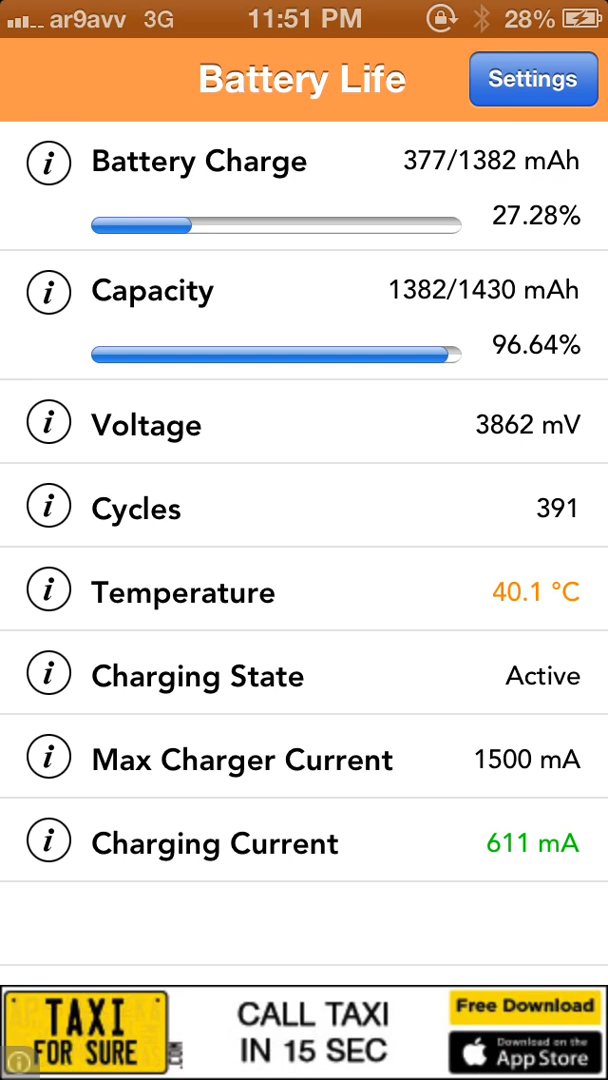 ar9avv 3G 11:51 PM 28%
Battery Life
Settings
i Battery Charge 377/1382 mAh
27.28%
i Capacity 1382/1430 mAh
96.64%
i Voltage 3862 mV
i Cycles 391
i Temperature 40.1 °C
i Charging State Active
i Max Charger Current 1500 mA
i Charging Current 611 mA
TAXI
FOR SURE
CALL TAXI
IN 15 SEC
Free Download
Download on the
App Store